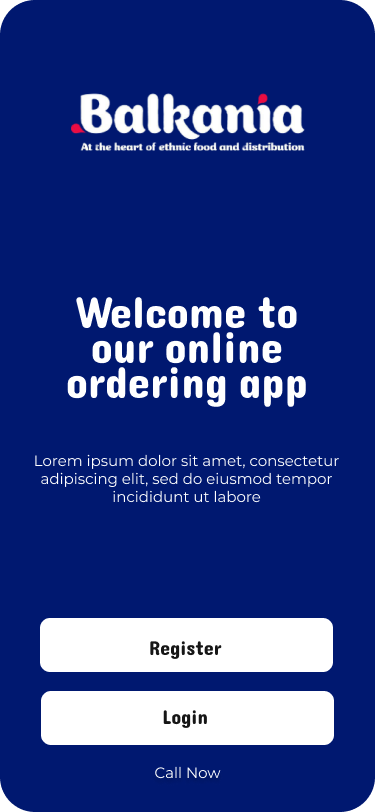 Balkania
At the heart of ethnic food and distribution
Welcome to
our online
ordering app
Lorem ipsum dolor sit amet, consectetur
adipiscing elit, sed do eiusmod tempor
incididunt ut labore
Register
Login
Call Now